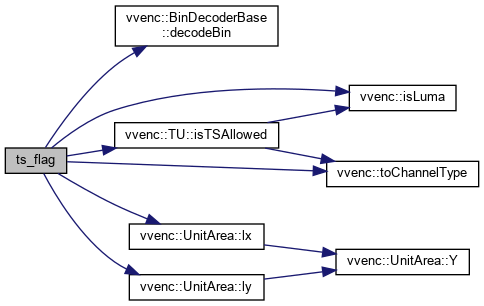 vvenc::BinDecoderBase
::decodeBin
vvenc::isLuma
vvenc::TU::isTSAllowed
ts_flag
vvenc::toChannelType
vvenc::UnitArea::lx
vvenc::UnitArea::Y
vvenc::UnitArea::ly